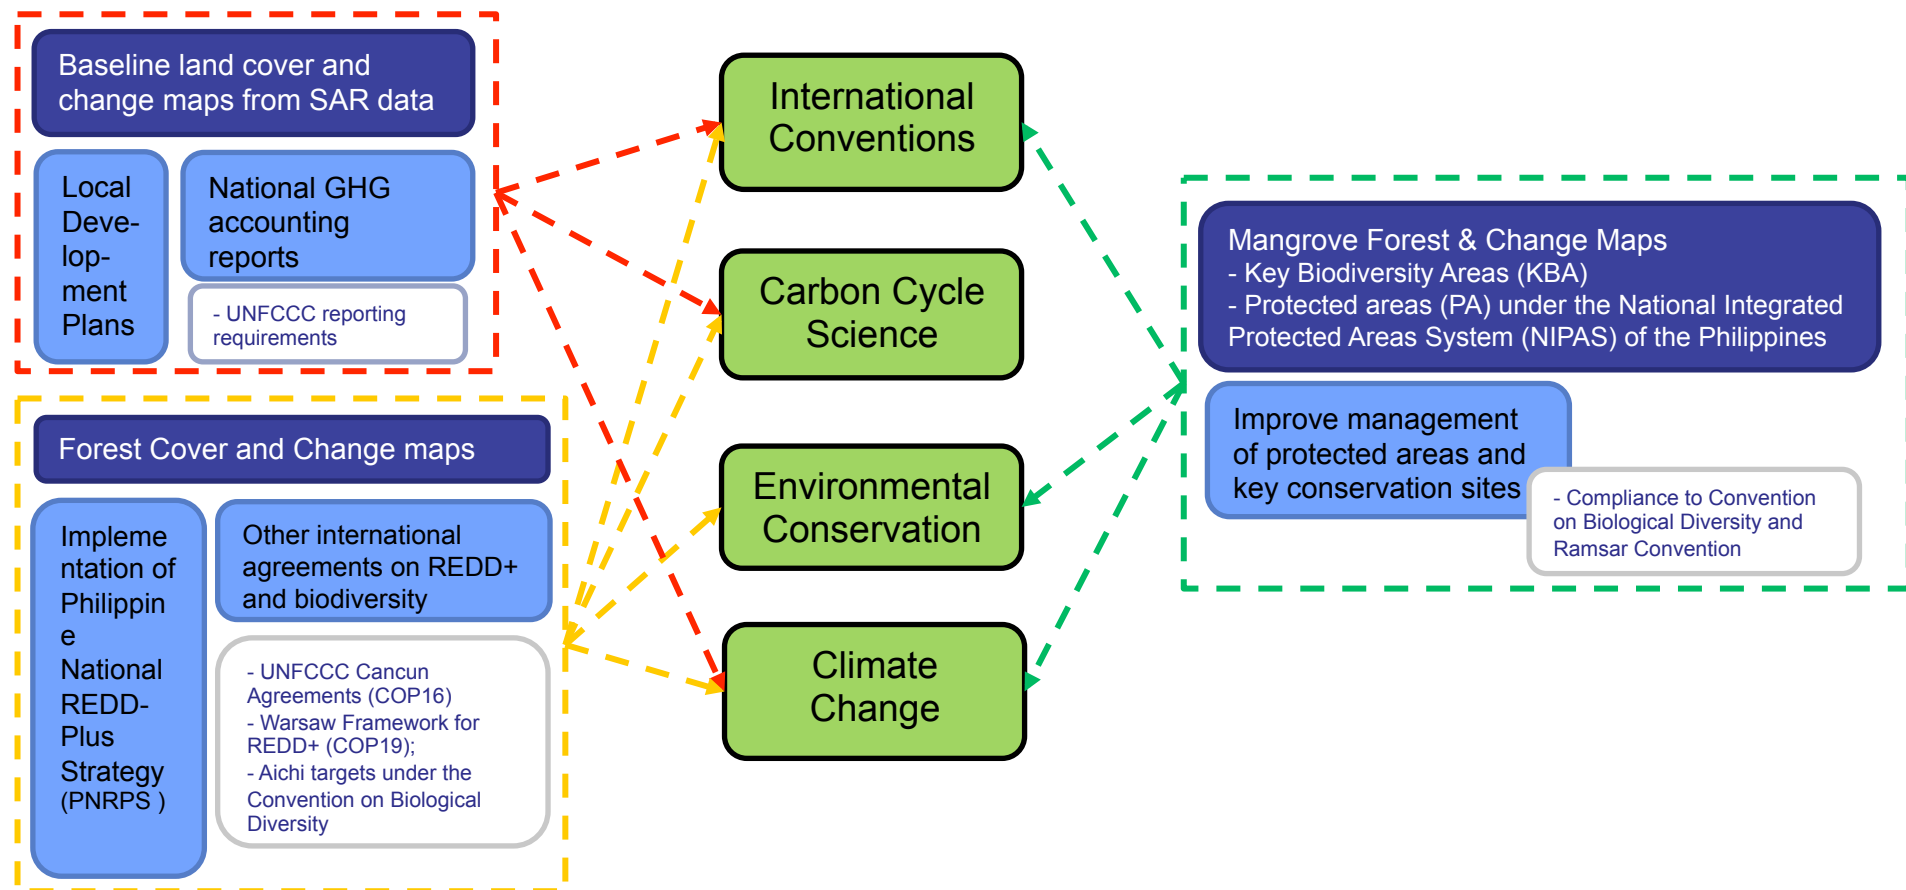 Baseline land cover and
change maps from SAR data
Local
Deve-
lop-
ment
Plans
National GHG
accounting
reports
- UNFCCC reporting
requirements
Forest Cover and Change maps
Impleme
ntation of
Philippin
e
National
REDD-
Plus
Strategy
(PNRPS )
Other international
agreements on REDD+
and biodiversity
- UNFCCC Cancun
Agreements (COP16)
- Warsaw Framework for
REDD+ (COP19);
- Aichi targets under the
Convention on Biological
Diversity
International
Conventions
Carbon Cycle
Science
Environmental
Conservation
Climate
Change
Mangrove Forest & Change Maps
- Key Biodiversity Areas (KBA)
- Protected areas (PA) under the National Integrated
Protected Areas System (NIPAS) of the Philippines
Improve management
of protected areas and
key conservation sites
- Compliance to Convention
on Biological Diversity and
Ramsar Convention